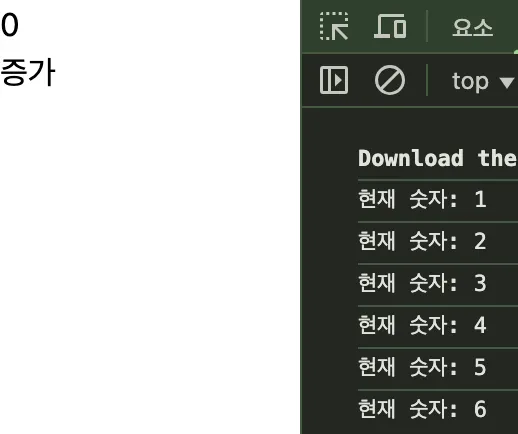 0
증가
요소
top ▼
Download the
현재 숫자: 1
현재 숫자: 2
현재 숫자: 3
현재 숫자: 4
현재 숫자: 5
현재 숫자: 6